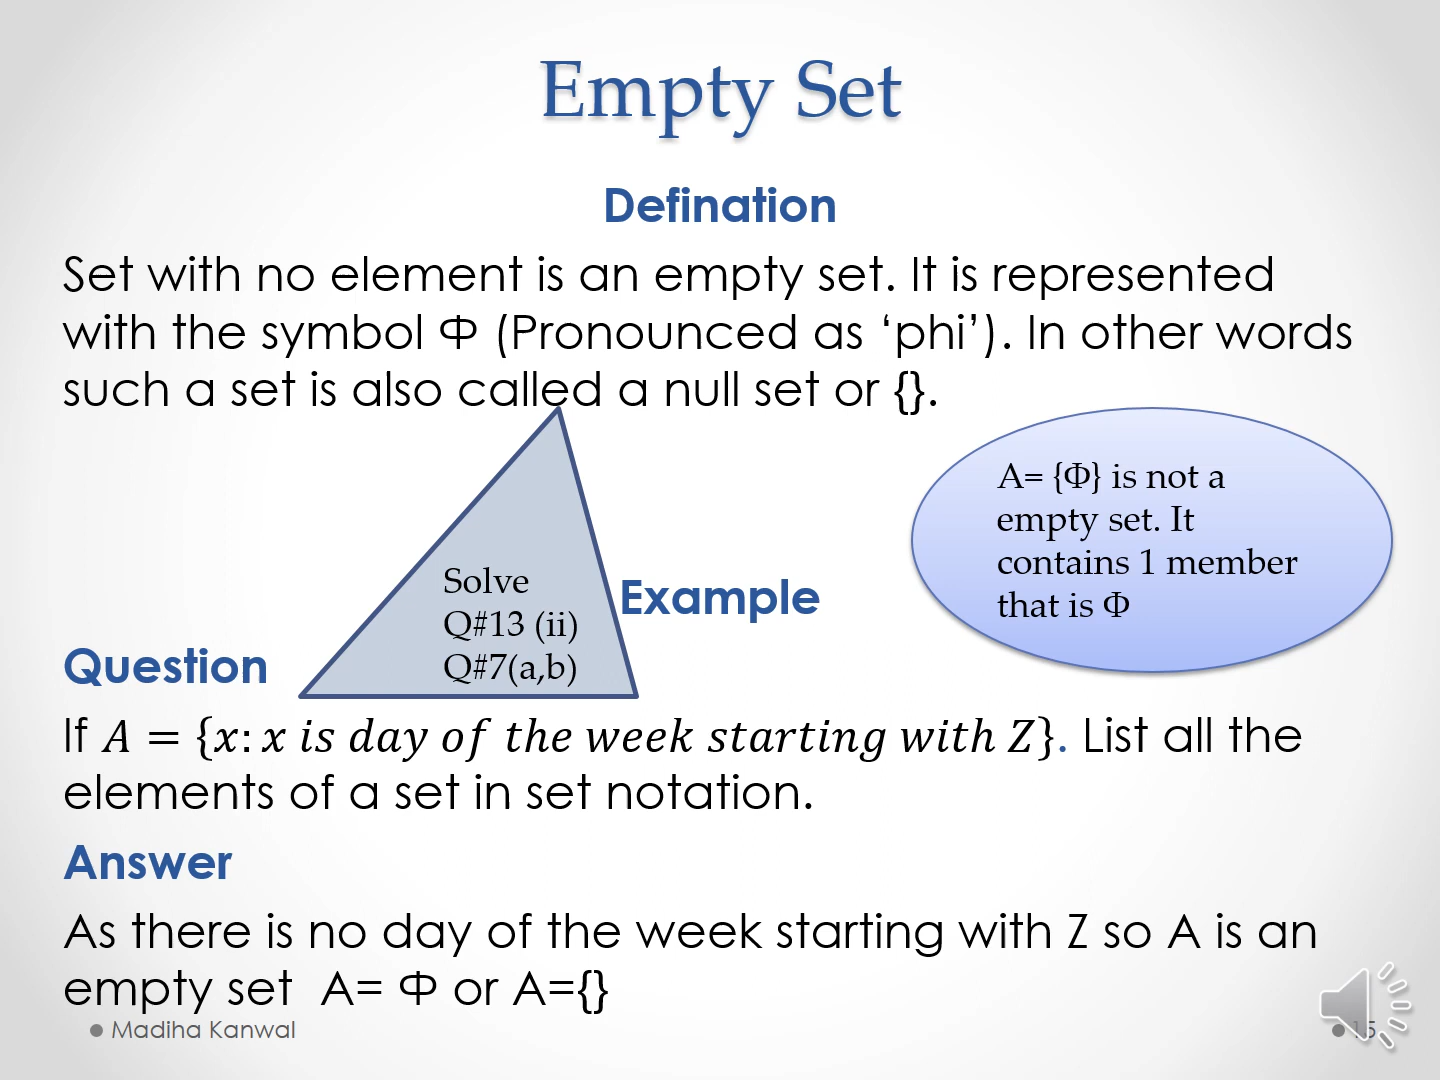 Empty Set
Defination
Set with no element is an empty set. It is represented
with the symbol Φ (Pronounced as ‘phi’). In other words
such a set is also called a null set or {}.
A= {Φ} is not a
empty set. It
contains 1 member
that is Φ
Solve
Q#13 (ii)
Q#7(a,b)
Example
Question
If 𝐴 = {𝑥: 𝑥 𝑖𝑠 𝑑𝑎𝑦 𝑜𝑓 𝑡ℎ𝑒 𝑤𝑒𝑒𝑘 𝑠𝑡𝑎𝑟𝑡𝑖𝑛𝑔 𝑤𝑖𝑡ℎ 𝑍}. List all the
elements of a set in set notation.
Answer
As there is no day of the week starting with Z so A is an
empty set A= Φ or A={}
Madiha Kanwal
15